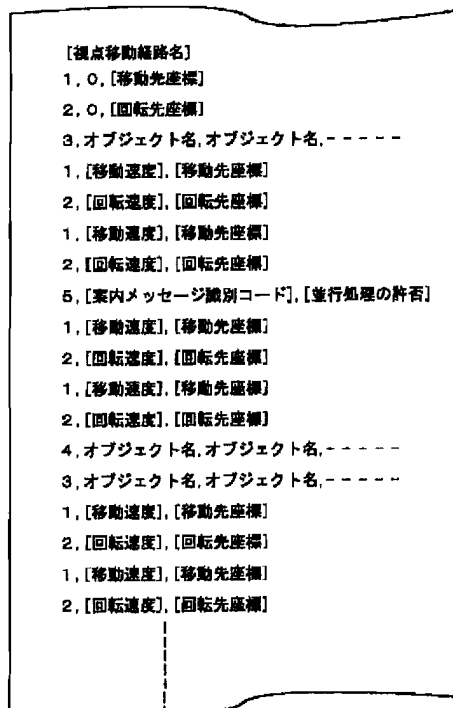 [視点移動経路名]
1, 0, [移動先座標]
2, 0, [回転先座標]
3, オブジェクト名, オブジェクト名, - - - - -
1, [移動速度], [移動先座標]
2, [回転速度], [回転先座標]
1, [移動速度], [移動先座標]
2, [回転速度], [回転先座標]
5, [案内メッセージ識別コード], [並行処理の許否]
1, [移動速度], [移動先座標]
2, [回転速度], [回転先座標]
1, [移動速度], [移動先座標]
2, [回転速度], [回転先座標]
4, オブジェクト名, オブジェクト名, - - - - -
3, オブジェクト名, オブジェクト名, - - - - -
1, [移動速度], [移動先座標]
2, [回転速度], [回転先座標]
1, [移動速度], [移動先座標]
2, [回転速度], [回転先座標]